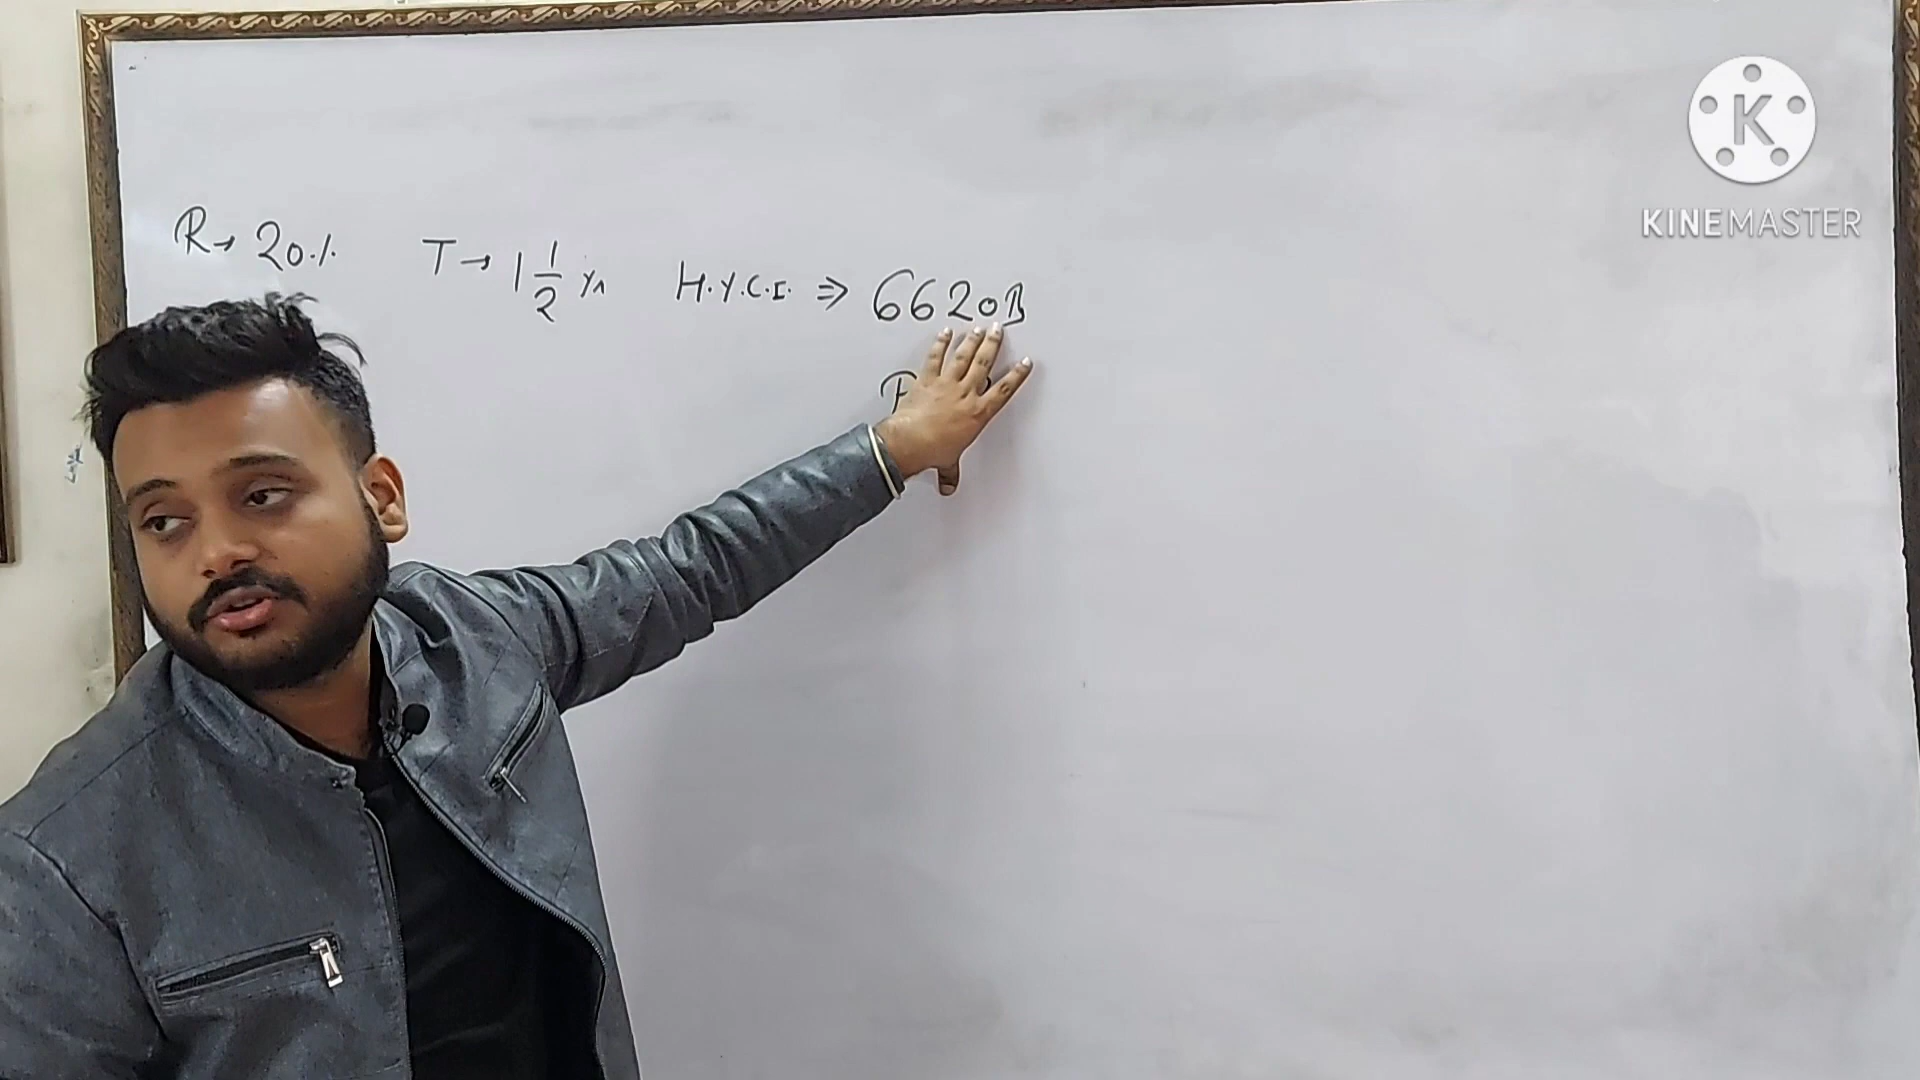 R→ 20% T→ 1 1/2 yr H.Y.C.I. ⇒ 6620
P
K
KINEMASTER